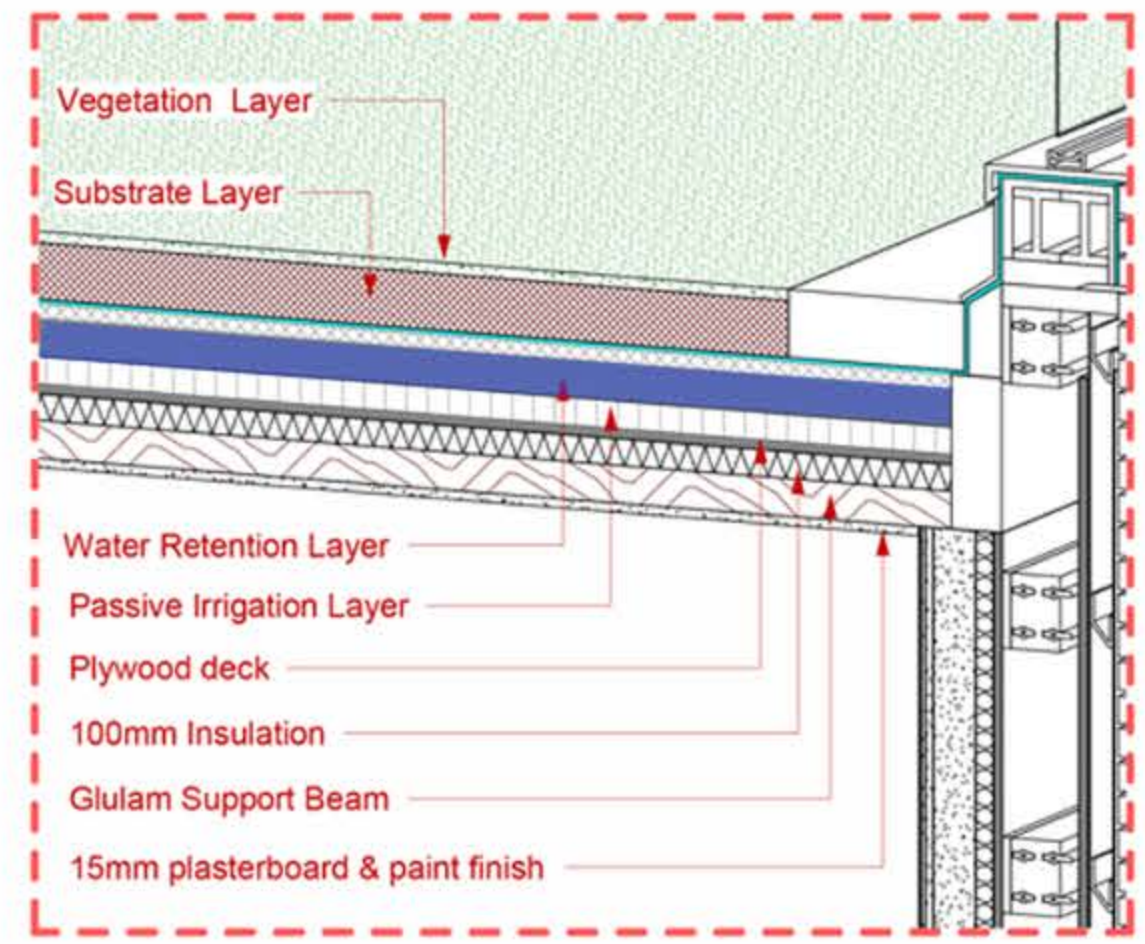 Vegetation Layer
Substrate Layer
Water Retention Layer
Passive Irrigation Layer
Plywood deck
100mm Insulation
Glulam Support Beam
15mm plasterboard & paint finish